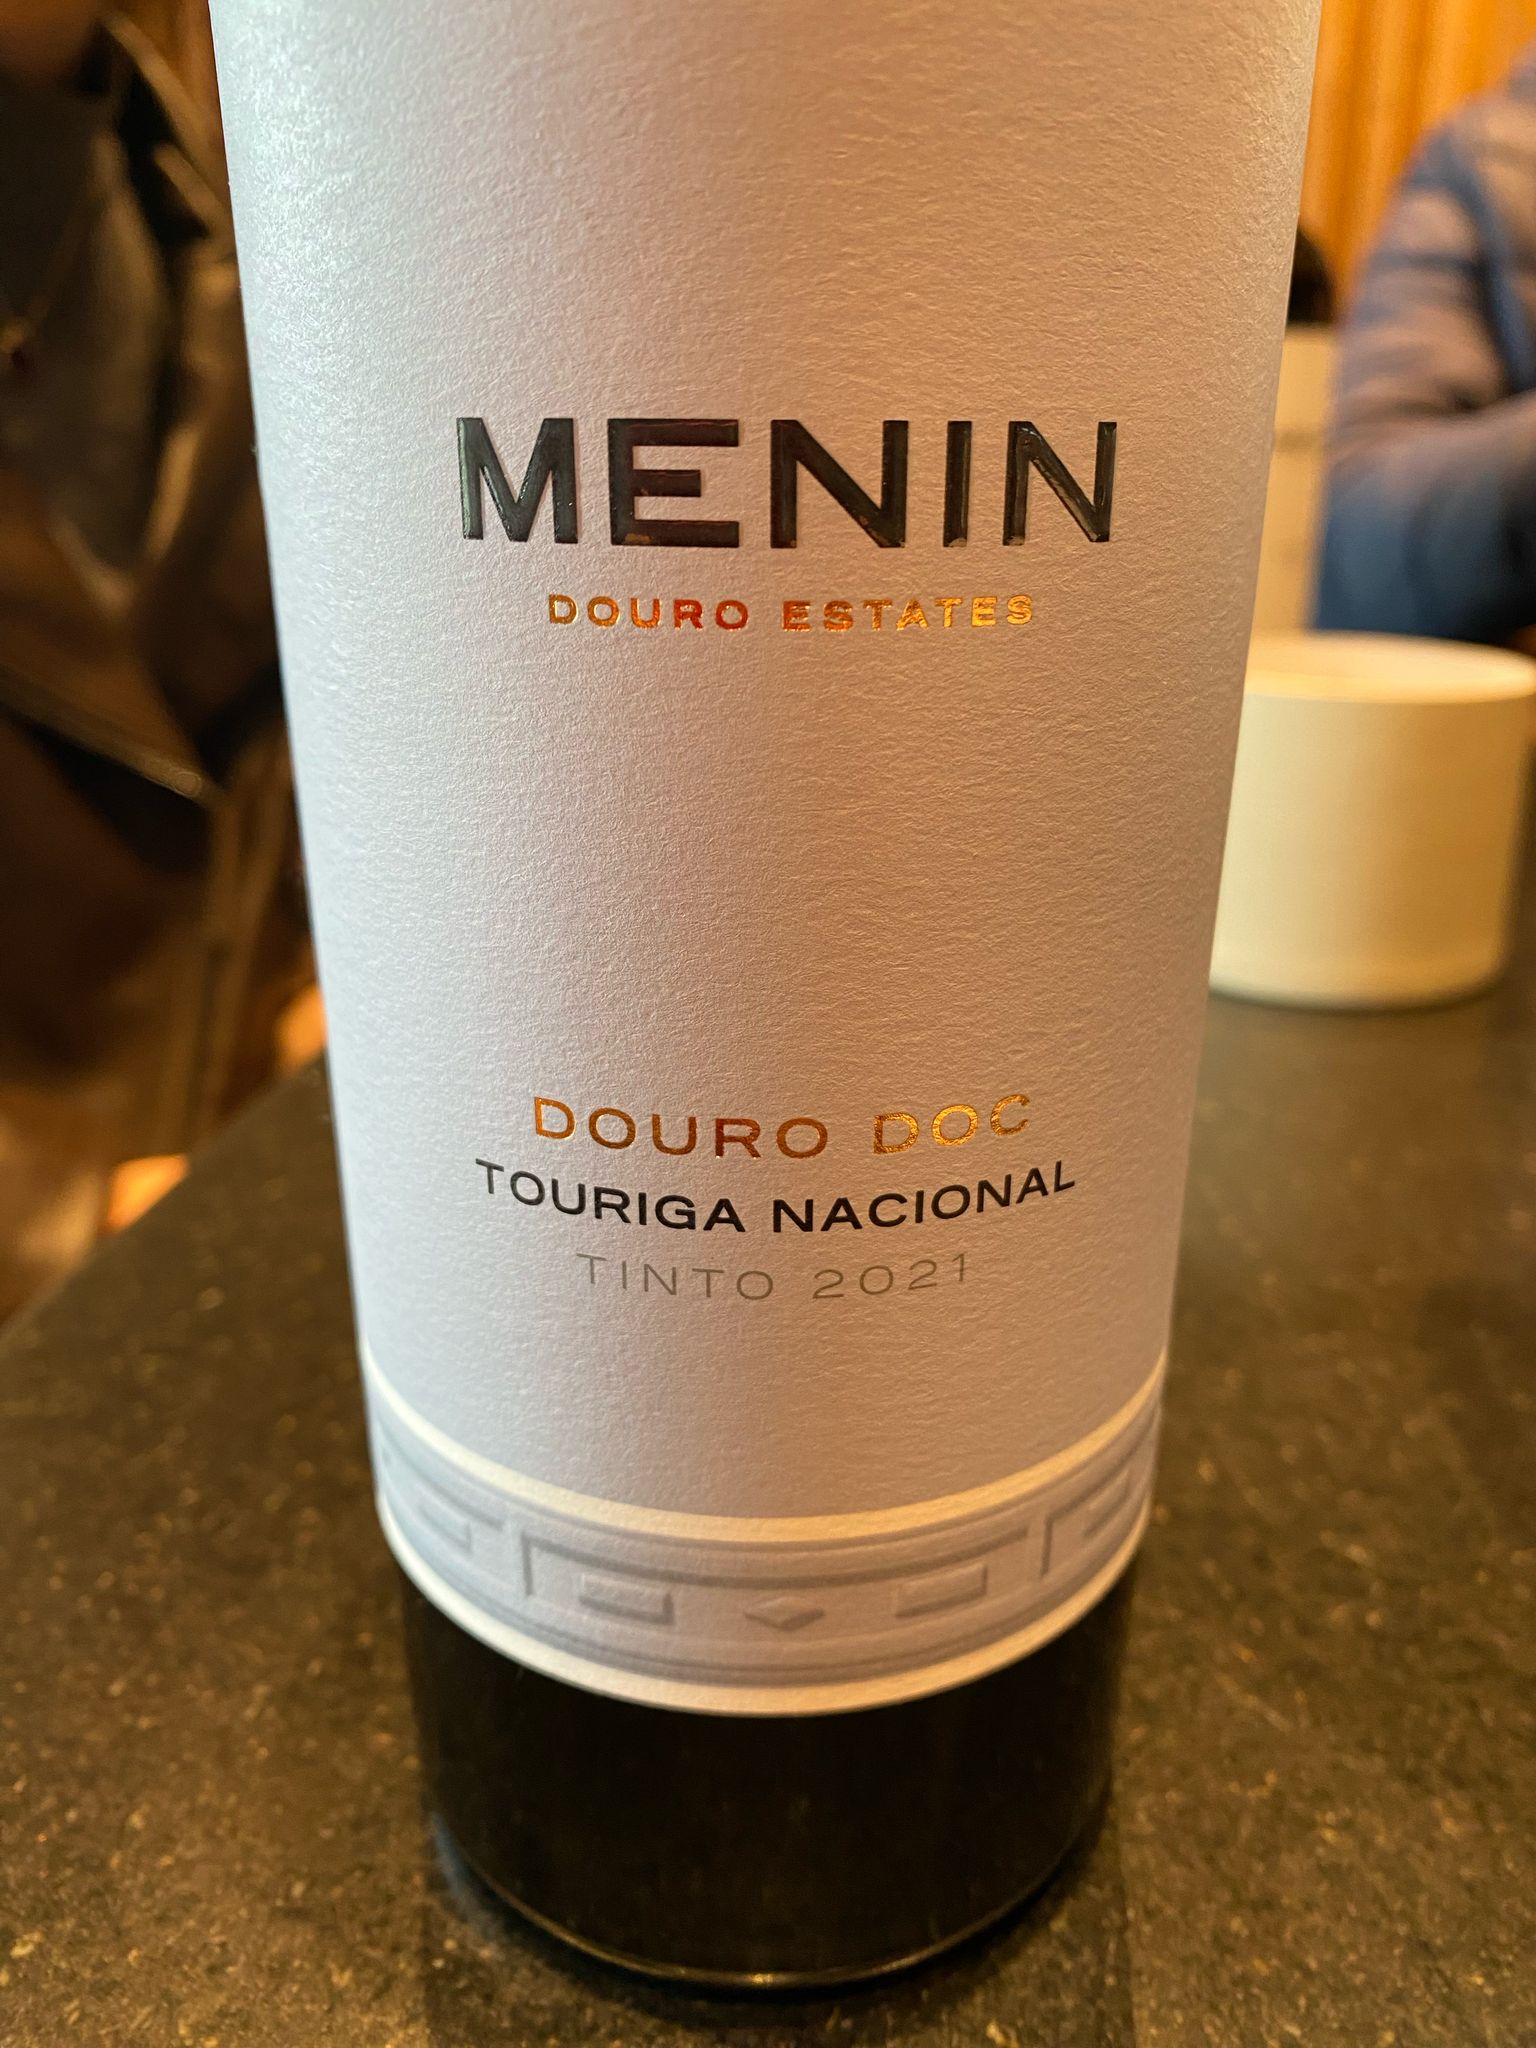 MENIN
DOURO ESTATES
DOURO DOC
TOURIGA NACIONAL
TINTO 2021